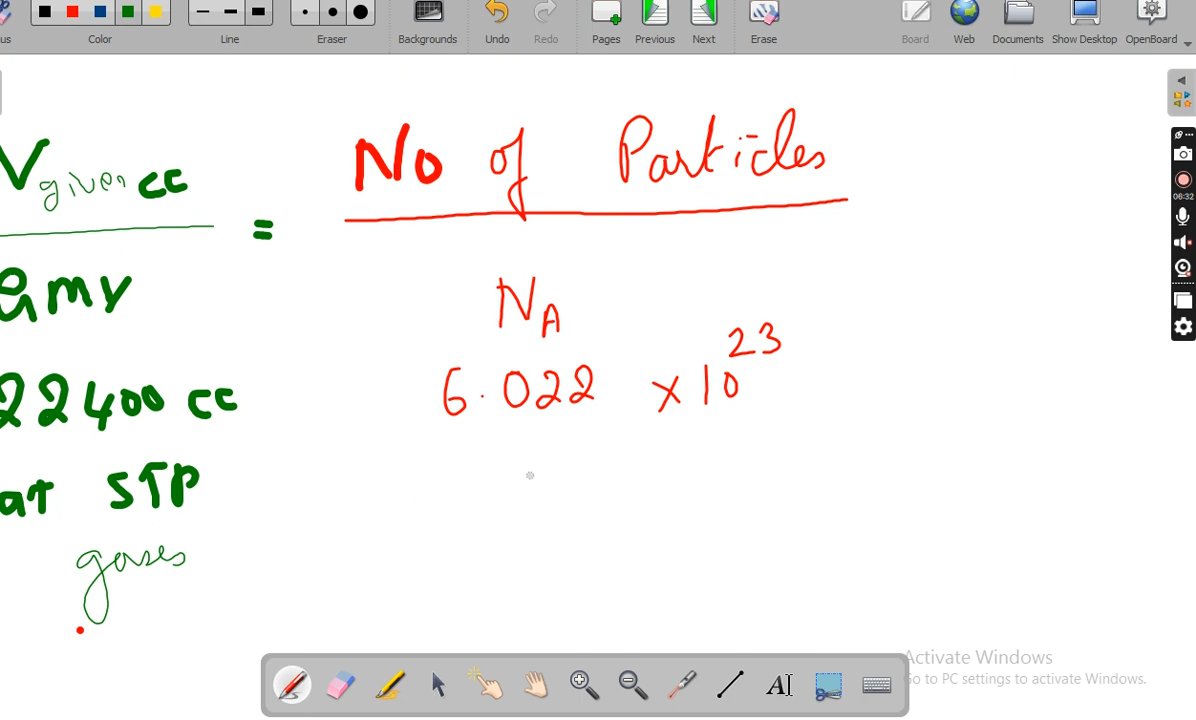 Color
Line
Eraser
Backgrounds
Undo
Redo
Pages
Previous
Next
Erase
Board
Web
Documents
Show Desktop
OpenBoard
06:32
V given cc = No of Particles
GMV NA
22400 cc 6.022 x 10^23
at STP
gases
Activate Windows
Go to PC settings to activate Windows.